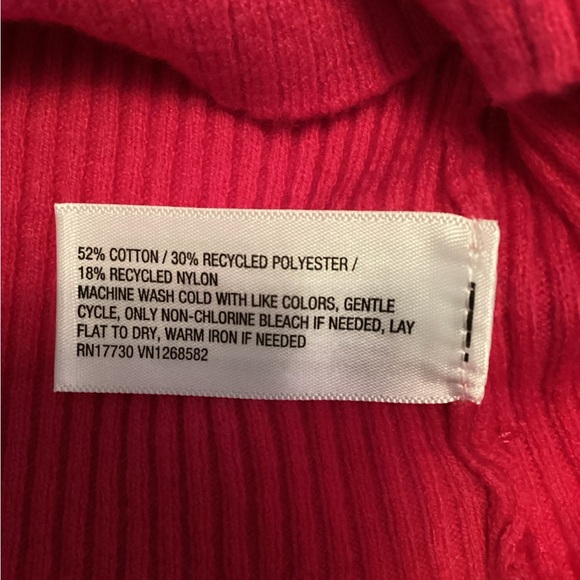 52% COTTON / 30% RECYCLED POLYESTER /
18% RECYCLED NYLON
MACHINE WASH COLD WITH LIKE COLORS, GENTLE
CYCLE, ONLY NON-CHLORINE BLEACH IF NEEDED, LAY
FLAT TO DRY, WARM IRON IF NEEDED
RN17730 VN1268582